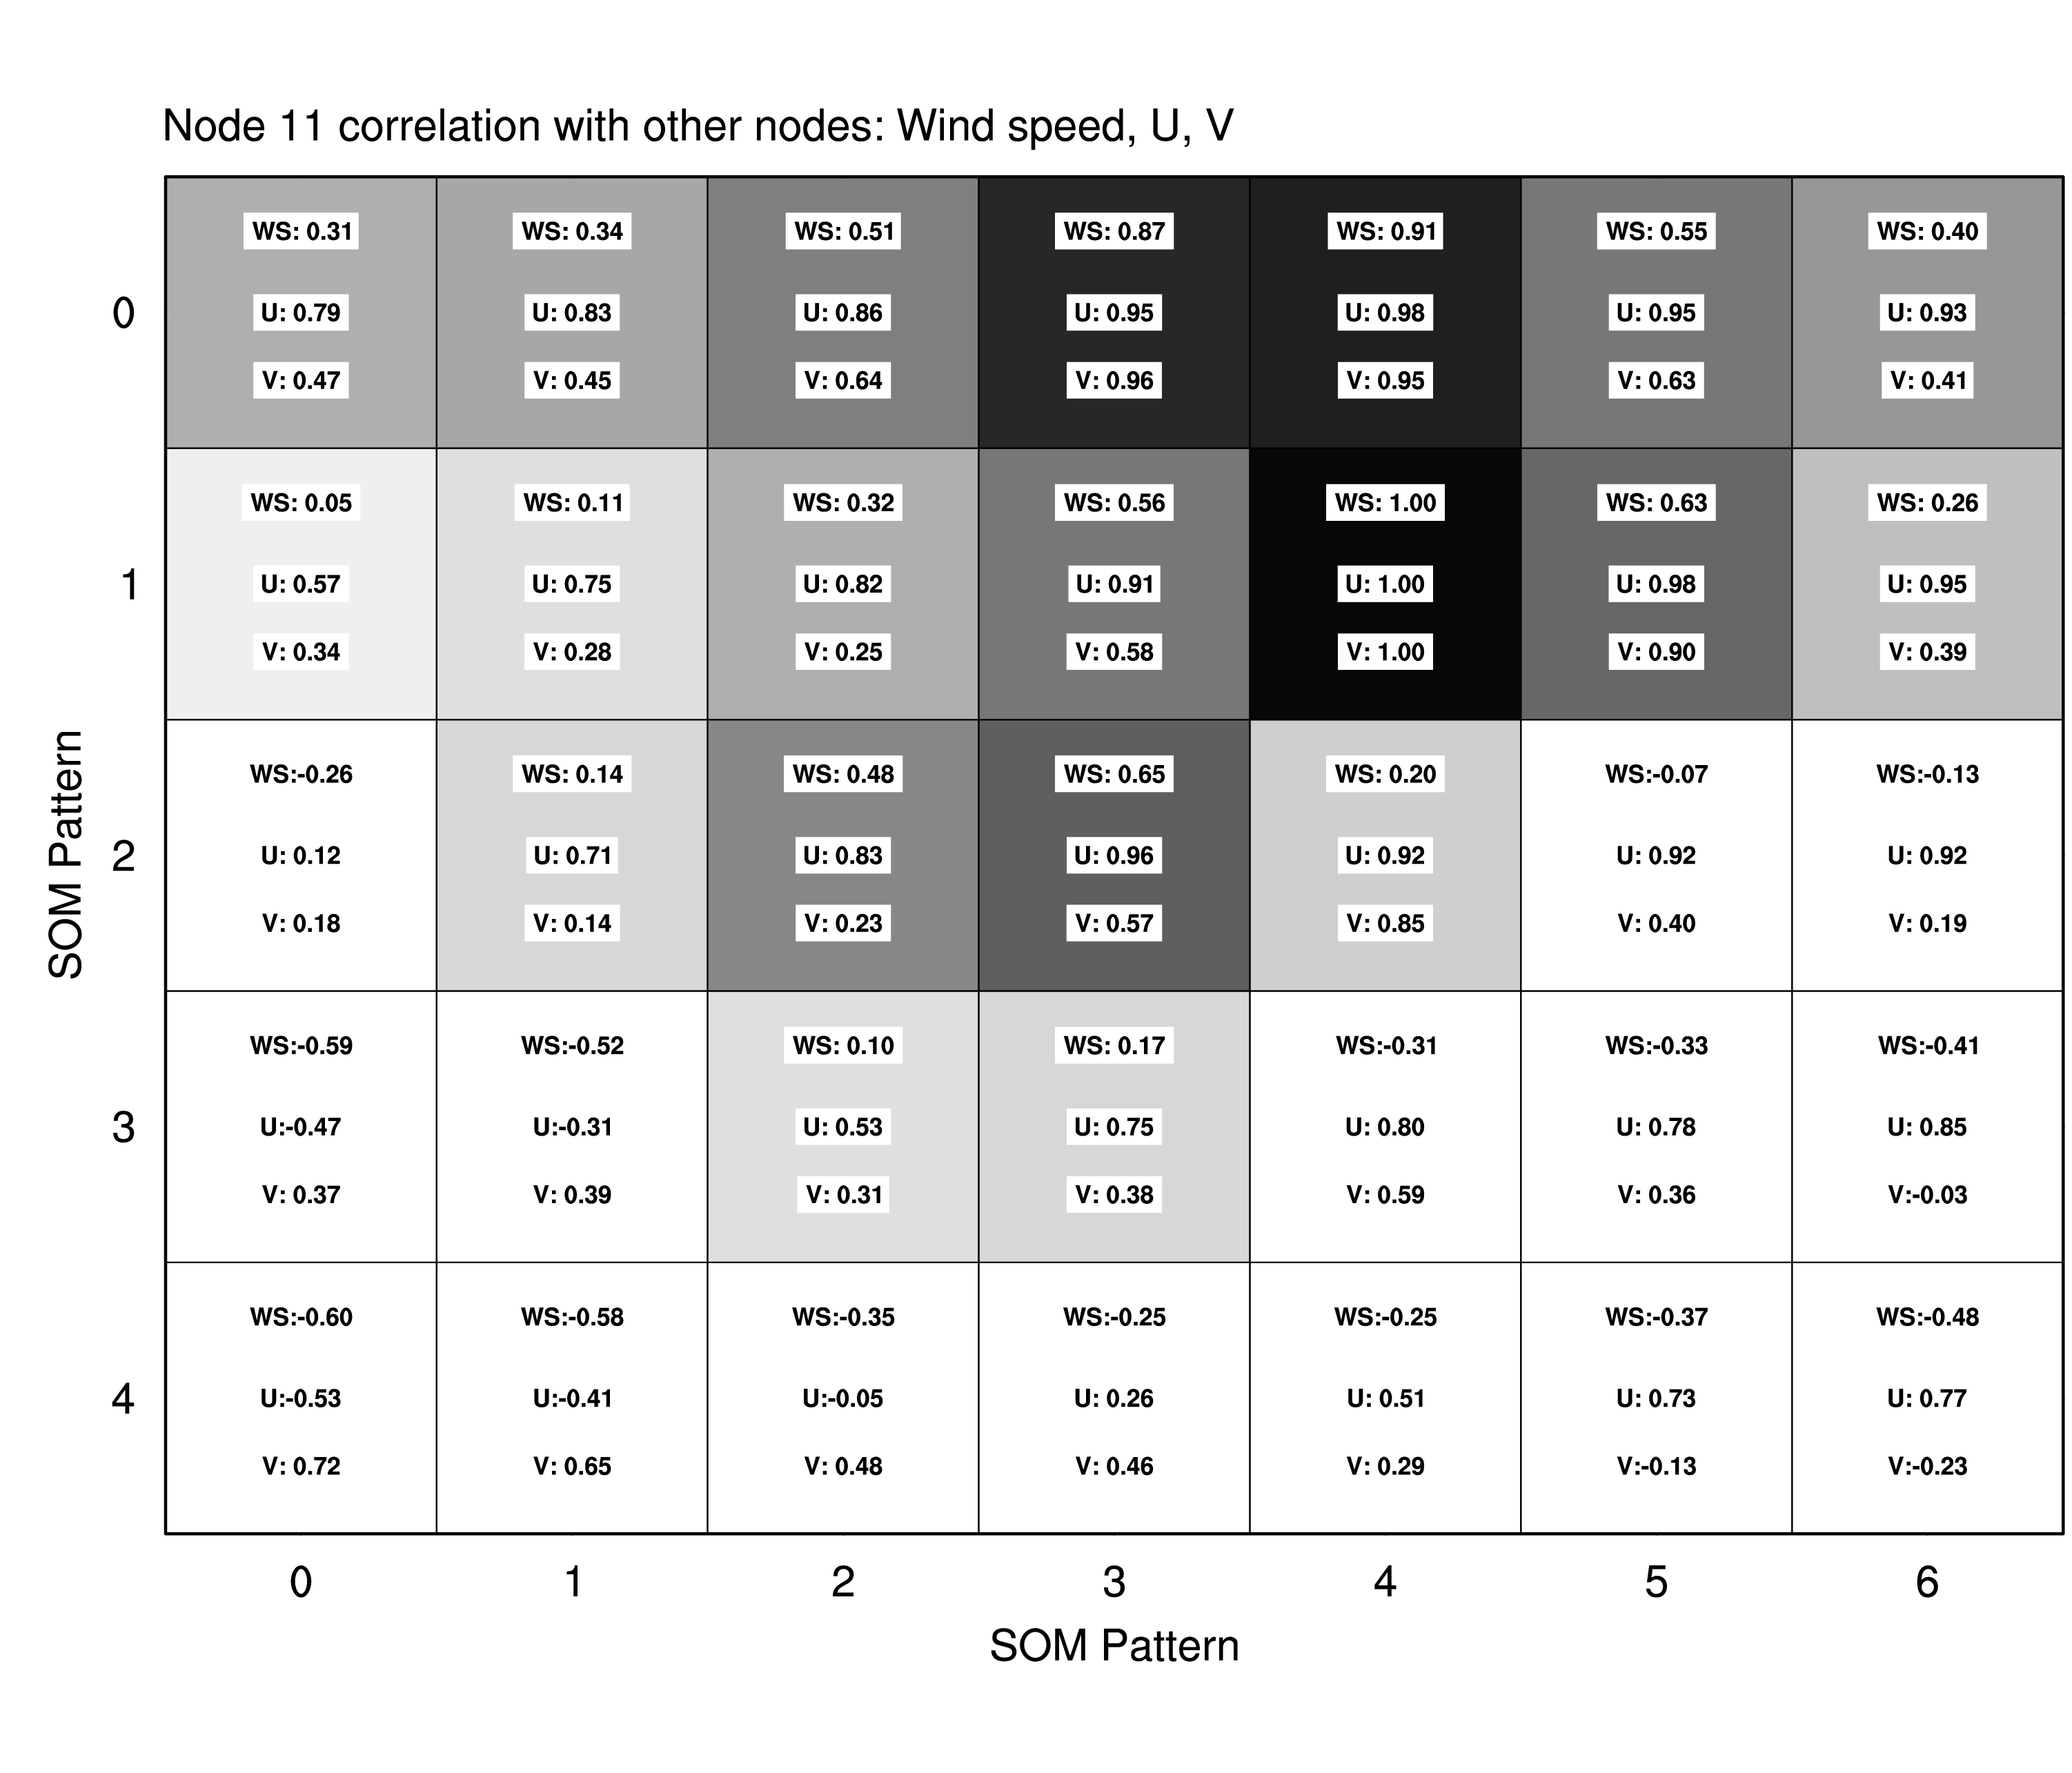 Node 11 correlation with other nodes: Wind speed, U, V
WS: 0.31 WS: 0.34 WS: 0.51 WS: 0.87 WS: 0.91 WS: 0.55 WS: 0.40
0 U: 0.79 U: 0.83 U: 0.86 U: 0.95 U: 0.98 U: 0.95 U: 0.93
V: 0.47 V: 0.45 V: 0.64 V: 0.96 V: 0.95 V: 0.63 V: 0.41
WS: 0.05 WS: 0.11 WS: 0.32 WS: 0.56 WS: 1.00 WS: 0.63 WS: 0.26
1 U: 0.57 U: 0.75 U: 0.82 U: 0.91 U: 1.00 U: 0.98 U: 0.95
V: 0.34 V: 0.28 V: 0.25 V: 0.58 V: 1.00 V: 0.90 V: 0.39
WS:-0.26 WS: 0.14 WS: 0.48 WS: 0.65 WS: 0.20 WS:-0.07 WS:-0.13
2 U: 0.12 U: 0.71 U: 0.83 U: 0.96 U: 0.92 U: 0.92 U: 0.92
V: 0.18 V: 0.14 V: 0.23 V: 0.57 V: 0.85 V: 0.40 V: 0.19
WS:-0.59 WS:-0.52 WS: 0.10 WS: 0.17 WS:-0.31 WS:-0.33 WS:-0.41
3 U:-0.47 U:-0.31 U: 0.53 U: 0.75 U: 0.80 U: 0.78 U: 0.85
V: 0.37 V: 0.39 V: 0.31 V: 0.38 V: 0.59 V: 0.36 V:-0.03
WS:-0.60 WS:-0.58 WS:-0.35 WS:-0.25 WS:-0.25 WS:-0.37 WS:-0.48
4 U:-0.53 U:-0.41 U:-0.05 U: 0.26 U: 0.51 U: 0.73 U: 0.77
V: 0.72 V: 0.65 V: 0.48 V: 0.46 V: 0.29 V:-0.13 V:-0.23
0 1 2 3 4 5 6
SOM Pattern
SOM Pattern